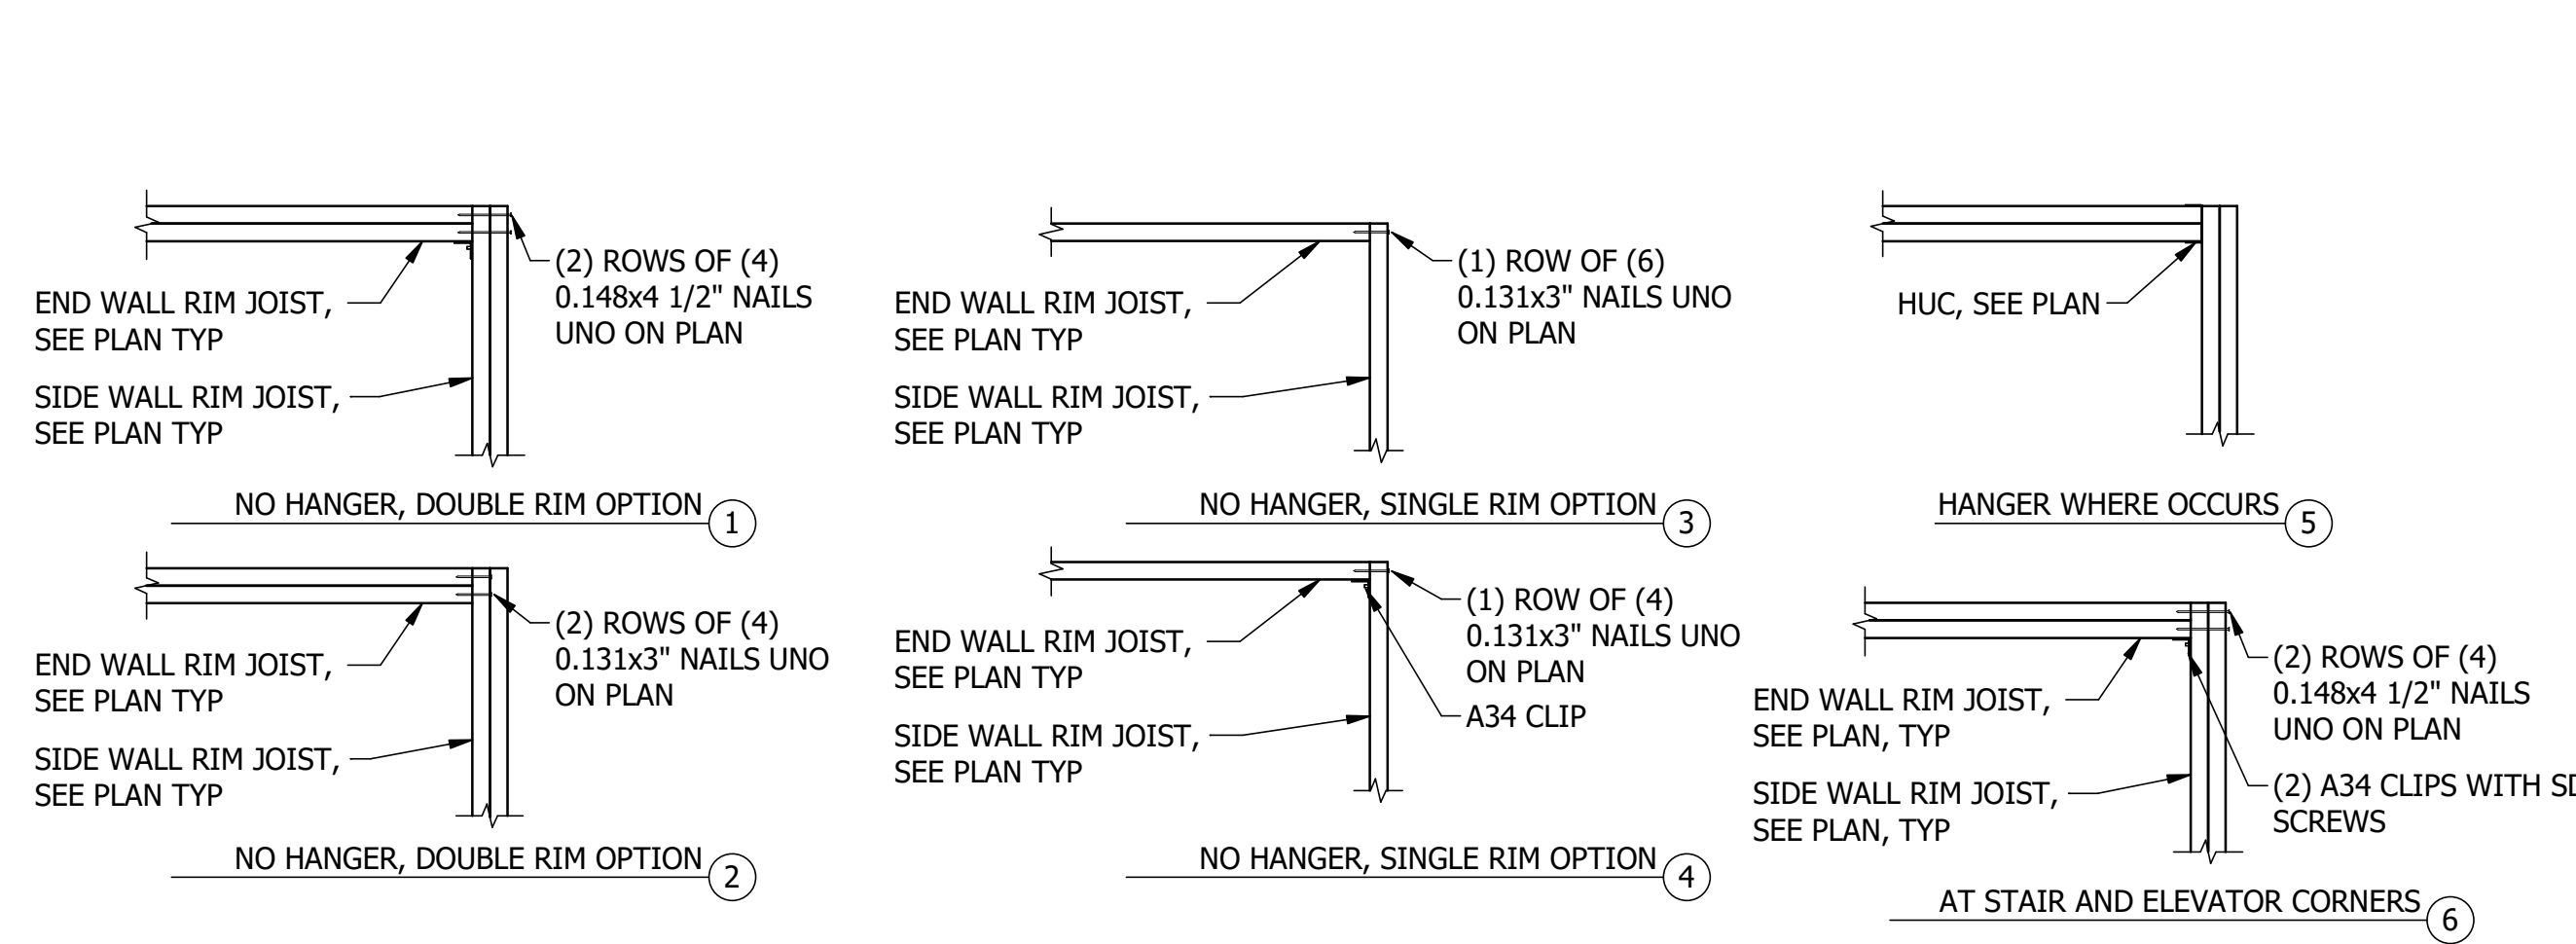 (2) ROWS OF (4)
0.148x4 1/2" NAILS
UNO ON PLAN
END WALL RIM JOIST,
SEE PLAN TYP
SIDE WALL RIM JOIST,
SEE PLAN TYP
NO HANGER, DOUBLE RIM OPTION 1
(2) ROWS OF (4)
0.131x3" NAILS UNO
ON PLAN
END WALL RIM JOIST,
SEE PLAN TYP
SIDE WALL RIM JOIST,
SEE PLAN TYP
NO HANGER, DOUBLE RIM OPTION 2
(1) ROW OF (6)
0.131x3" NAILS UNO
ON PLAN
END WALL RIM JOIST,
SEE PLAN TYP
SIDE WALL RIM JOIST,
SEE PLAN TYP
NO HANGER, SINGLE RIM OPTION 3
(1) ROW OF (4)
0.131x3" NAILS UNO
ON PLAN
A34 CLIP
END WALL RIM JOIST,
SEE PLAN TYP
SIDE WALL RIM JOIST,
SEE PLAN TYP
NO HANGER, SINGLE RIM OPTION 4
HUC, SEE PLAN
HANGER WHERE OCCURS 5
(2) ROWS OF (4)
0.148x4 1/2" NAILS
UNO ON PLAN
(2) A34 CLIPS WITH
SCREWS
END WALL RIM JOIST,
SEE PLAN, TYP
SIDE WALL RIM JOIST,
SEE PLAN, TYP
AT STAIR AND ELEVATOR CORNERS 6